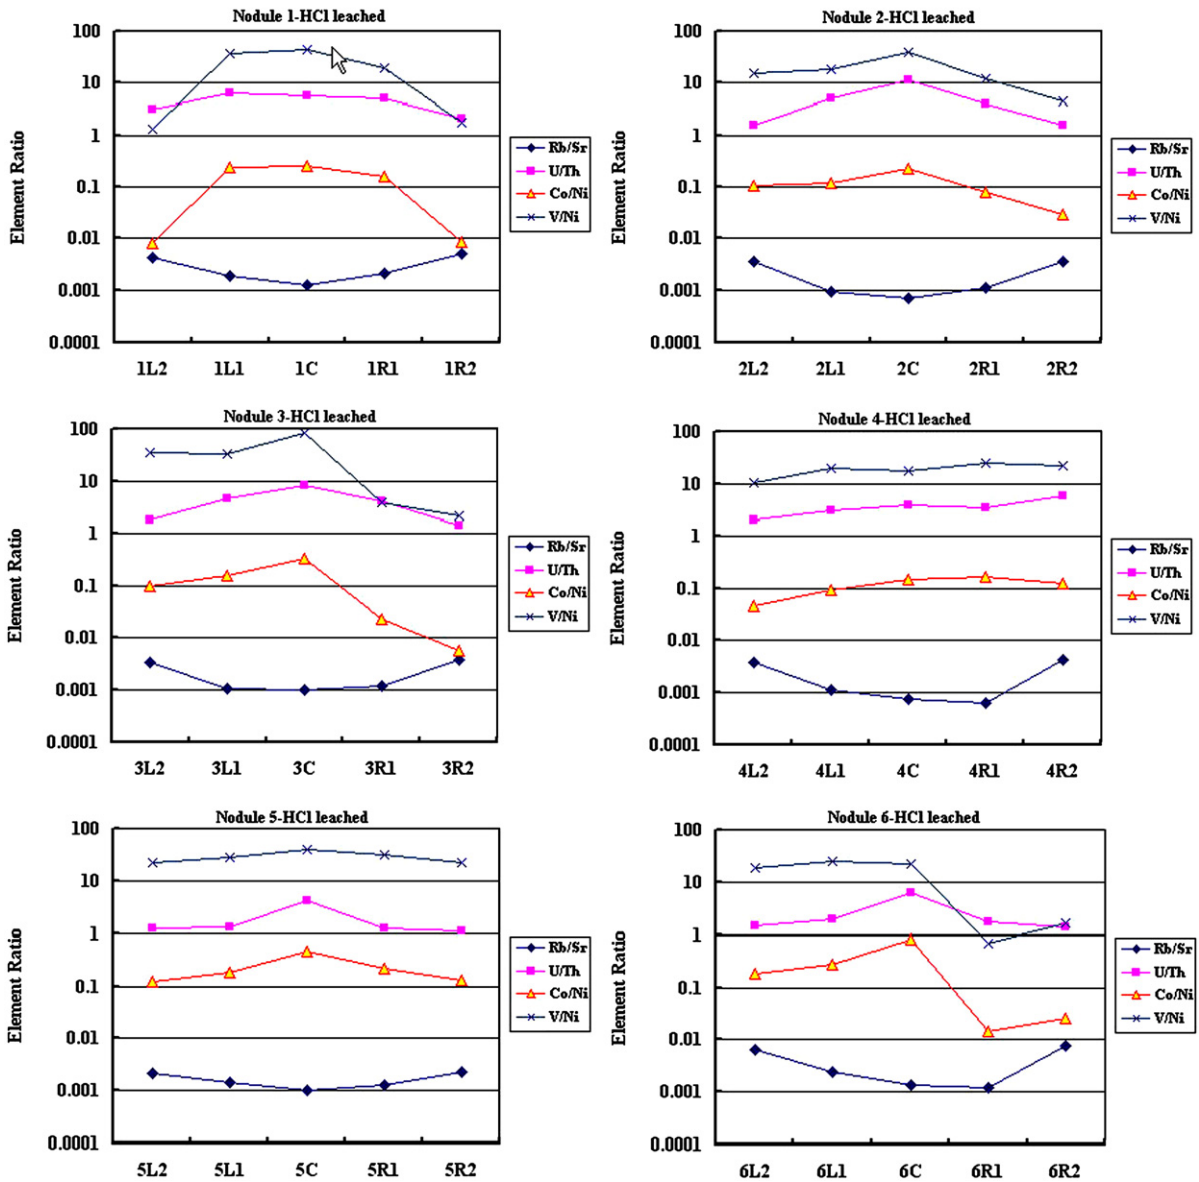 Nodule 1-HCl leached
100
10
1
0.1
0.01
0.001
0.0001
Element Ratio
1L2 1L1 1C 1R1 1R2
Rb/Sr
U/Th
Co/Ni
V/Ni
Nodule 2-HCl leached
100
10
1
0.1
0.01
0.001
0.0001
Element Ratio
2L2 2L1 2C 2R1 2R2
Rb/Sr
U/Th
Co/Ni
V/Ni
Nodule 3-HCl leached
100
10
1
0.1
0.01
0.001
0.0001
Element Ratio
3L2 3L1 3C 3R1 3R2
Rb/Sr
U/Th
Co/Ni
V/Ni
Nodule 4-HCl leached
100
10
1
0.1
0.01
0.001
0.0001
Element Ratio
4L2 4L1 4C 4R1 4R2
Rb/Sr
U/Th
Co/Ni
V/Ni
Nodule 5-HCl leached
100
10
1
0.1
0.01
0.001
0.0001
Element Ratio
5L2 5L1 5C 5R1 5R2
Rb/Sr
U/Th
Co/Ni
V/Ni
Nodule 6-HCl leached
100
10
1
0.1
0.01
0.001
0.0001
Element Ratio
6L2 6L1 6C 6R1 6R2
Rb/Sr
U/Th
Co/Ni
V/Ni